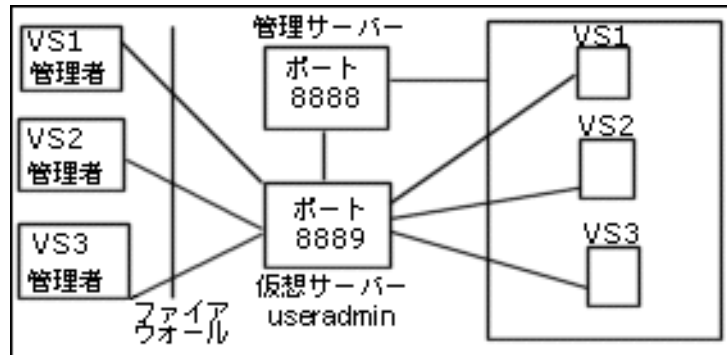 VS1
管理者
VS2
管理者
VS3
管理者
ファイア
ウォール
管理サーバー
ポート
8888
ポート
8889
仮想サーバー
useradmin
VS1
VS2
VS3